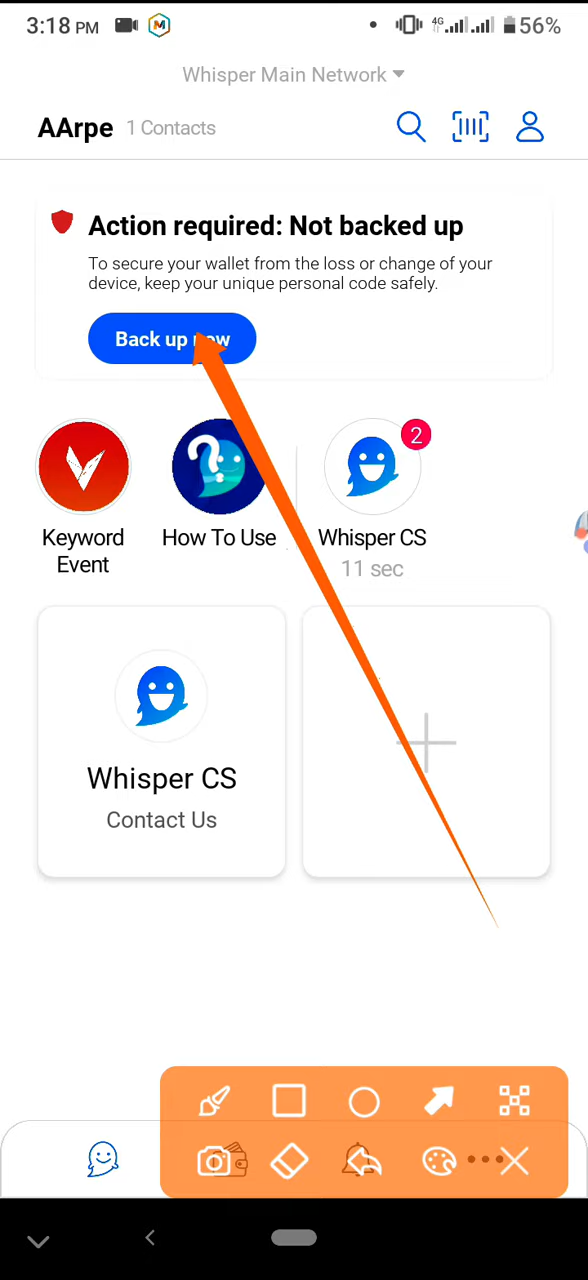 3:18 PM
4G
56%
Whisper Main Network
AArpe 1 Contacts
Action required: Not backed up
To secure your wallet from the loss or change of your
device, keep your unique personal code safely.
Back up now
2
Keyword
Event
How To Use
Whisper CS
11 sec
Whisper CS
Contact Us